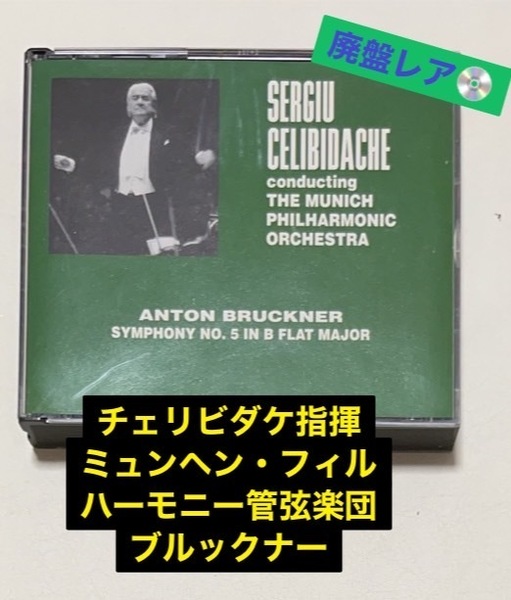 廃盤レア💿
SERGIU
CELIBIDACHE
conducting
THE MUNICH
PHILHARMONIC
ORCHESTRA
ANTON BRUCKNER
SYMPHONY NO. 5 IN B FLAT MAJOR
チェリビダケ指揮
ミュンヘン・フィル
ハーモニー管弦楽団
ブルックナー